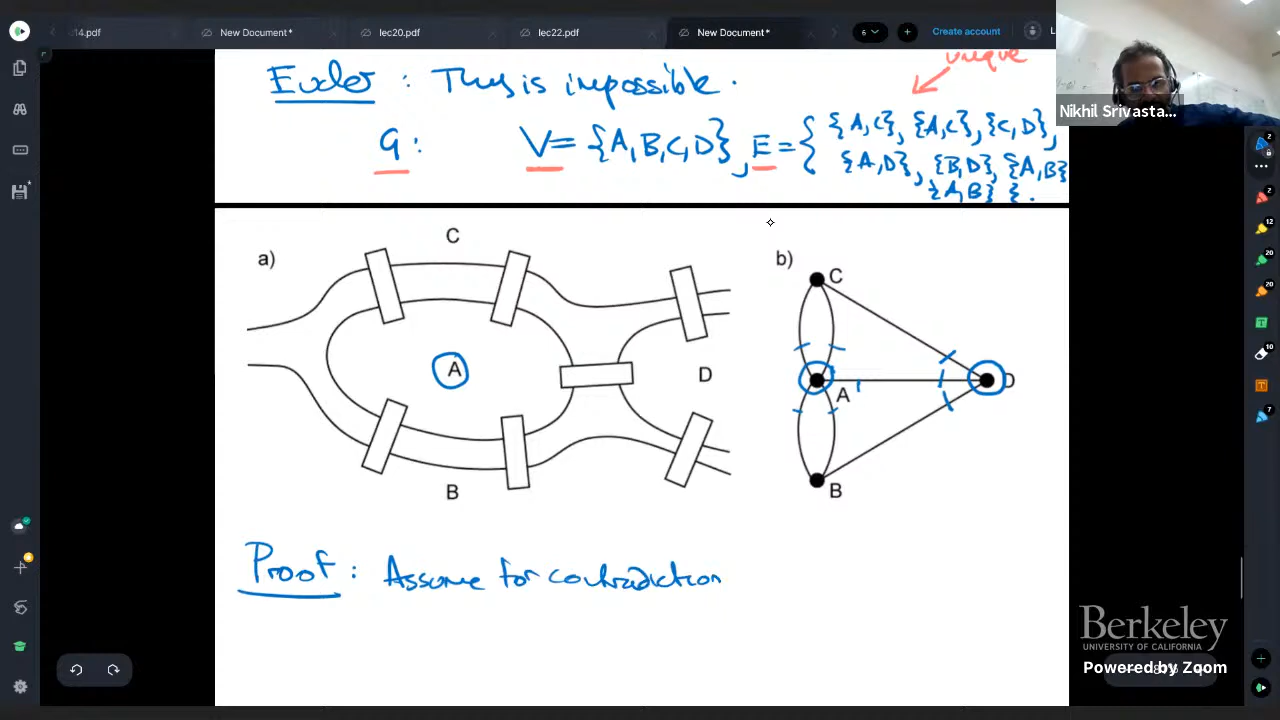 14.pdf
New Document*
lec20.pdf
lec22.pdf
New Document*
6
Create account
unique
Nikhil Srivasta...
Euler : This is impossible.
G : V = {A,B,C,D}, E = { {A,C}, {A,C}, {C,D},
{A,D}, {B,D}, {A,B}
{A,B} }.
a)
C
A
D
B
b)
C
A
D
B
Proof : Assume for contradiction
Berkeley
UNIVERSITY OF CALIFORNIA
Powered by Zoom